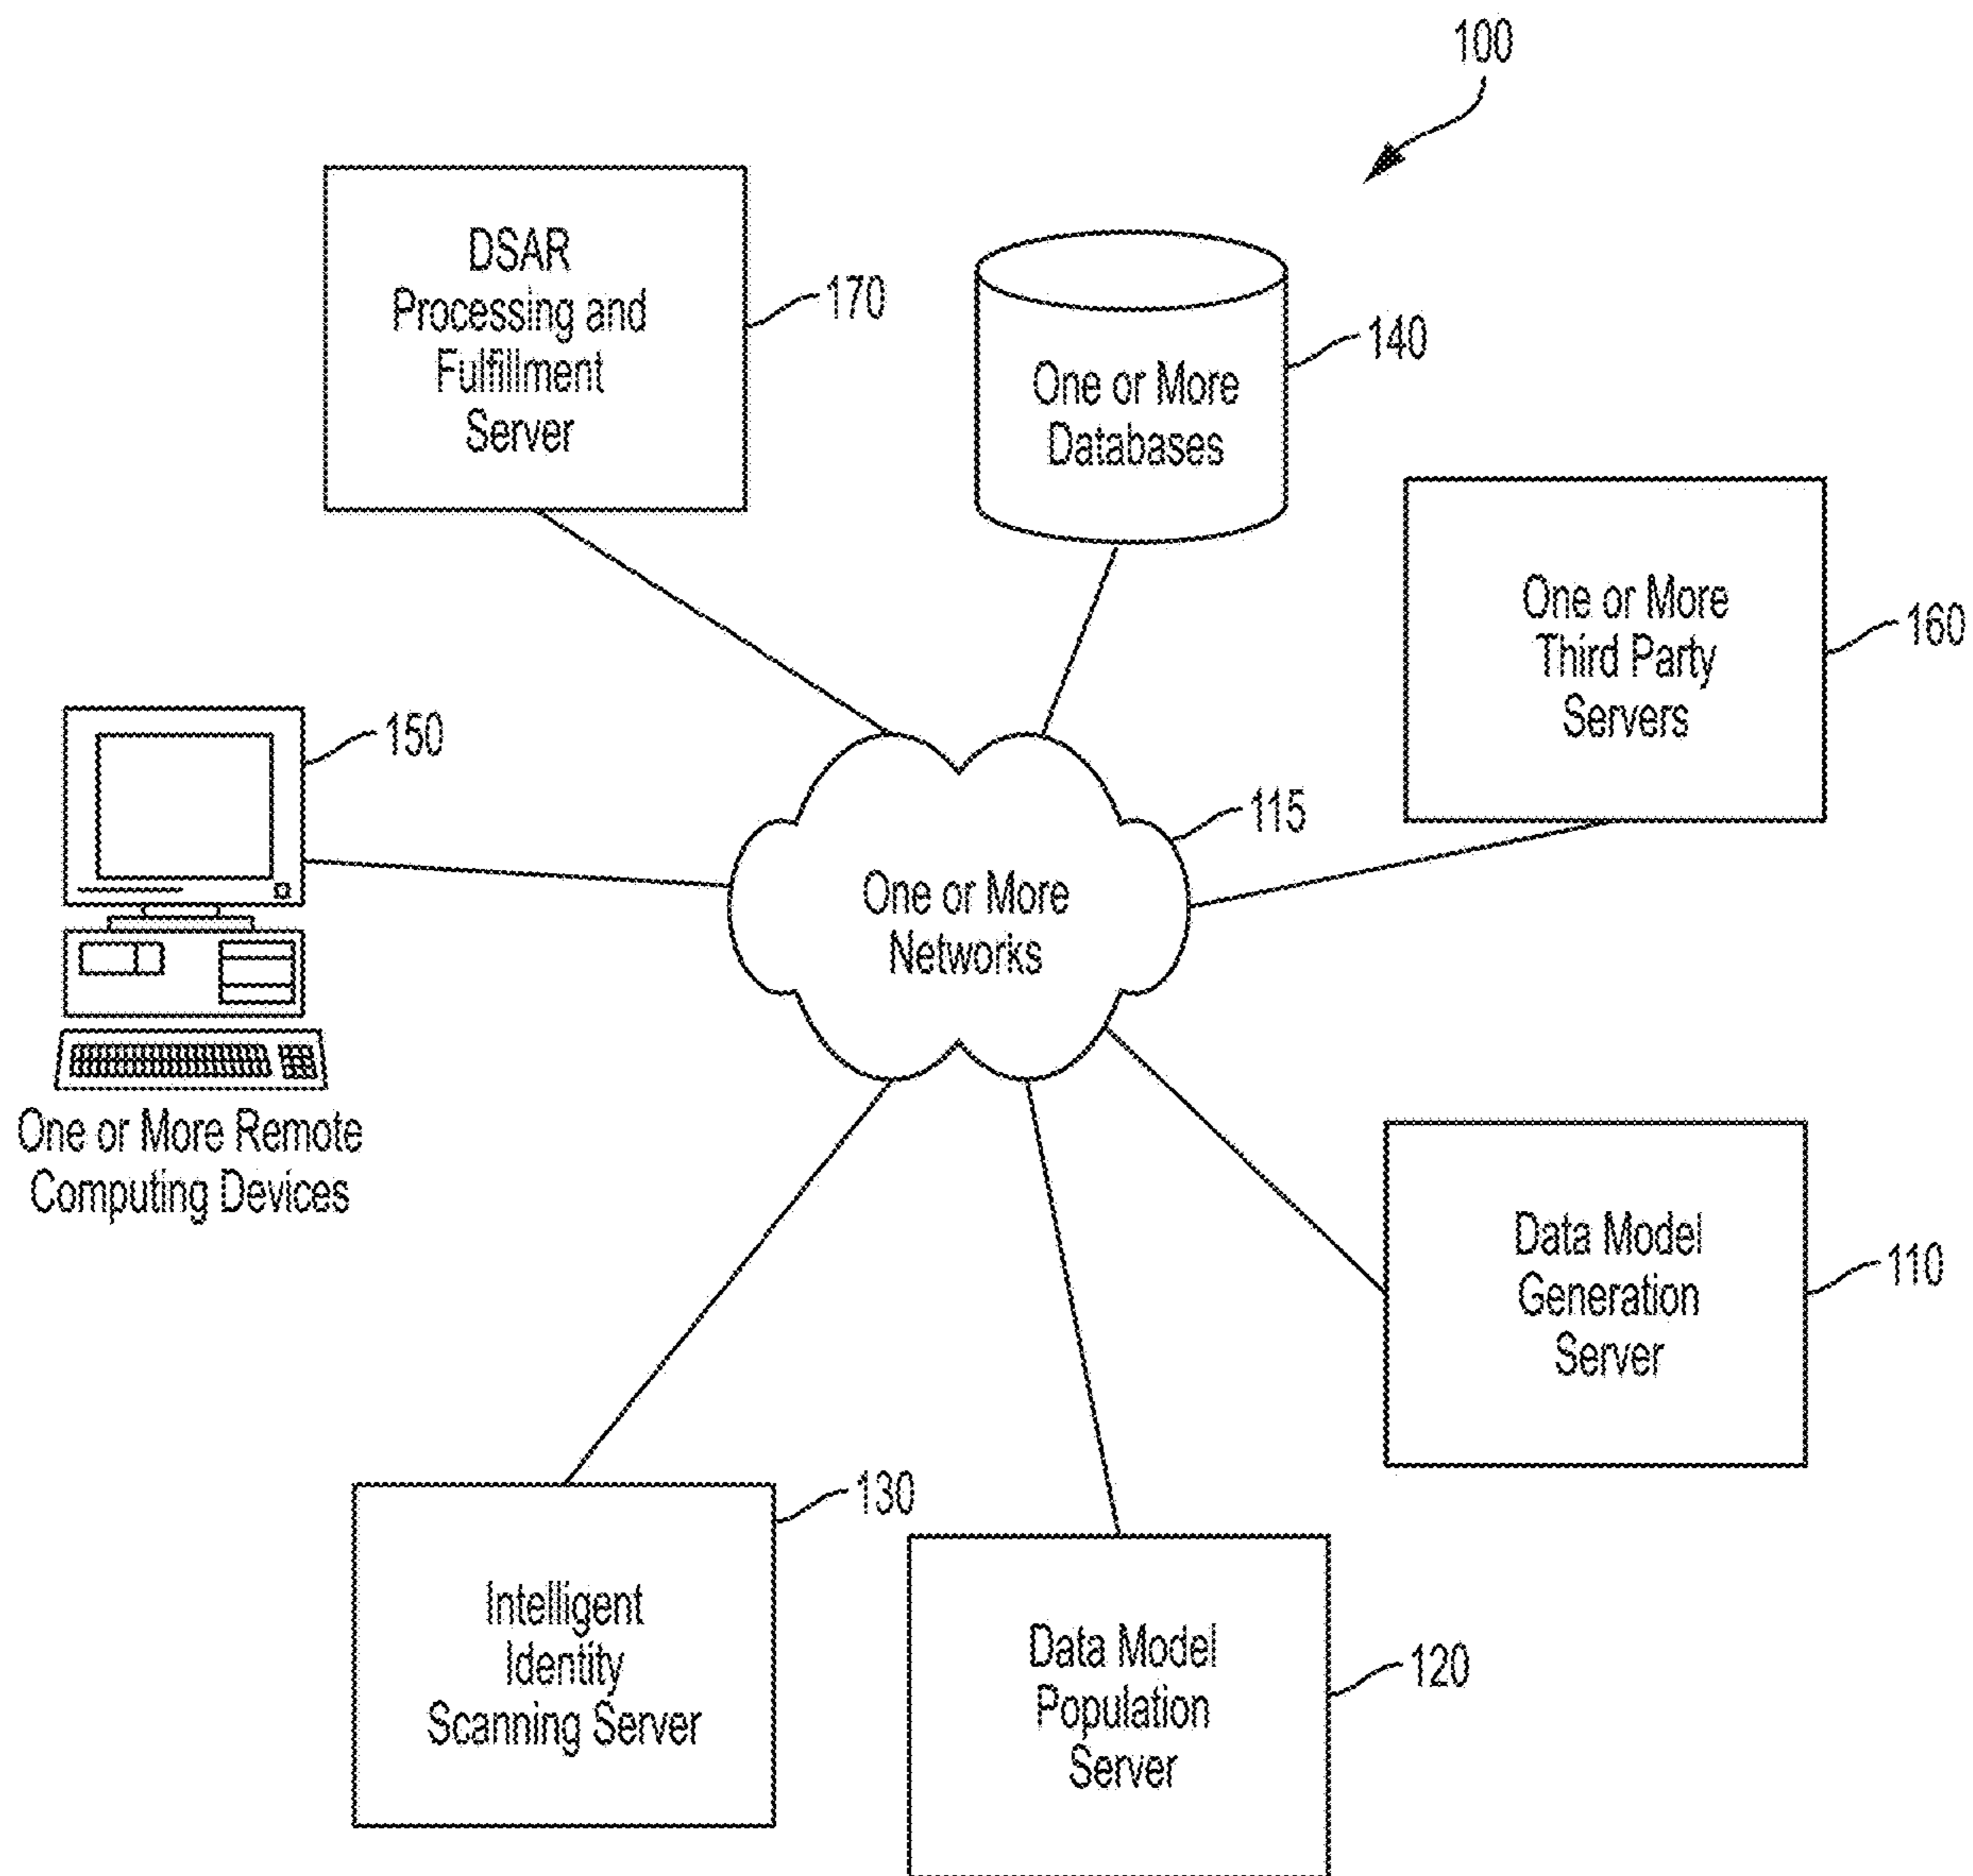 100
DSAR
Processing and
Fulfillment
Server
170
One or More
Databases
140
One or More
Third Party
Servers
160
150
One or More Remote
Computing Devices
115
One or More
Networks
Data Model
Generation
Server
110
130
Intelligent
Identity
Scanning Server
Data Model
Population
Server
120